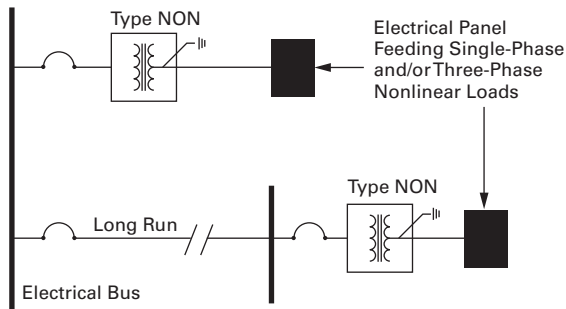 Type NON
Electrical Panel
Feeding Single-Phase
and/or Three-Phase
Nonlinear Loads
Type NON
Long Run
Electrical Bus